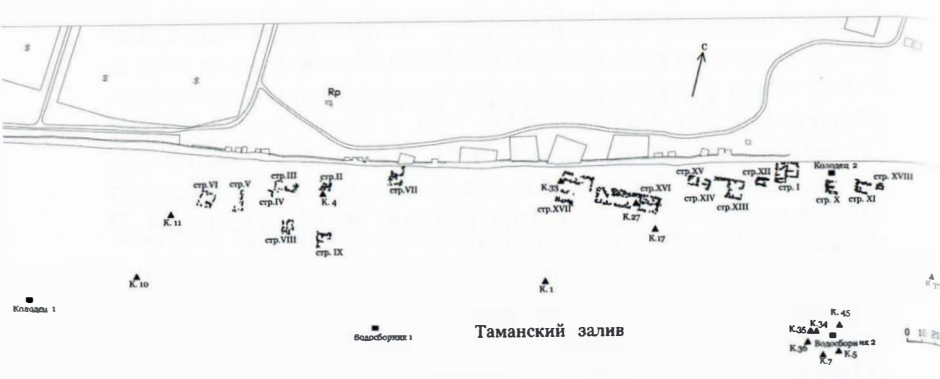 S
S
S
С
Rp
Колодец 2
стр.VI
стр.V
стр.III
стр.II
стр.VII
К.33
стр.XVI
стр.XV
стр.XII
стр. I
стр.XVIII
стр.IV
К. 4
стр.XVII
К.27
стр.XIV
стр.XIII
стр. X
стр. XI
К. 11
стр.VIII
стр. IX
К.17
К. 10
К. 1
Колодец 1
Водосборник 1
Таманский залив
К. 45
К.34
К.35
Водосборник 2
К.36
К.7
К.5
0 10 20